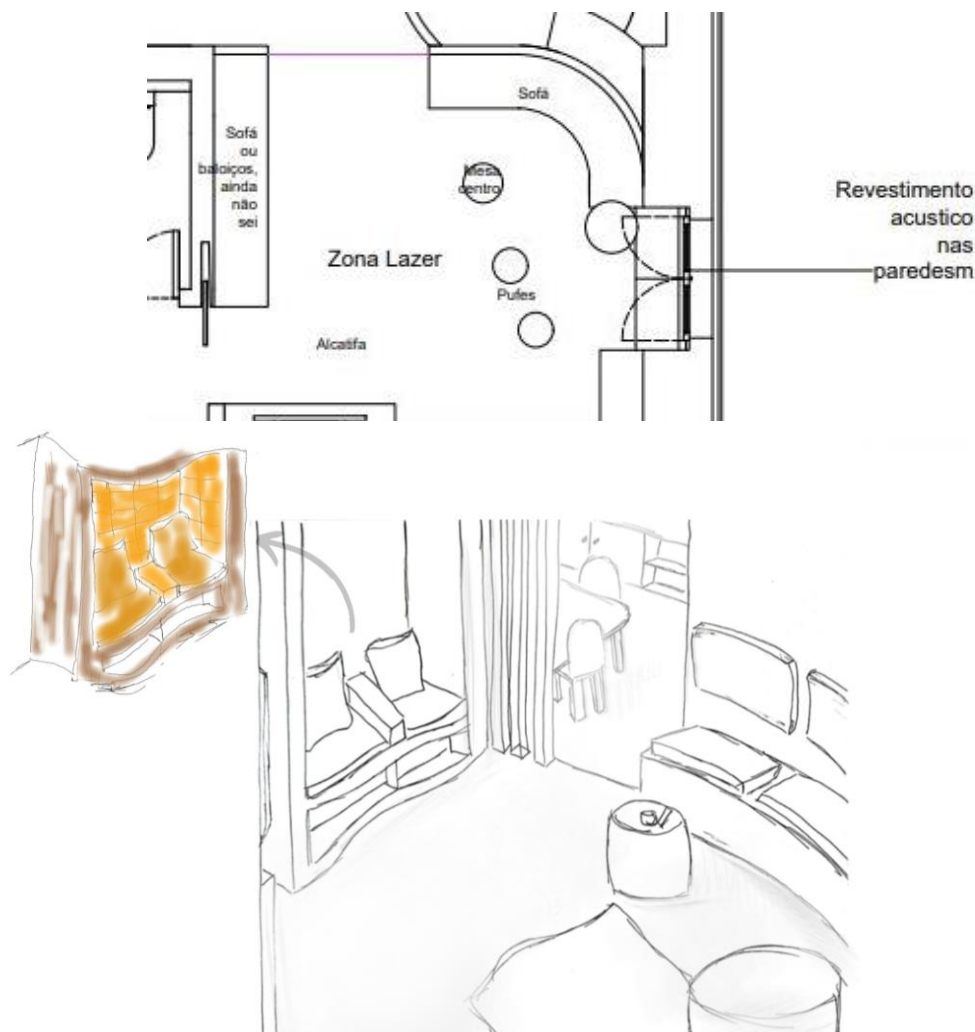 Sofá
Sofá
ou
baloiços,
ainda
não
sei
Mesa
centro
Revestimento
acustico
nas
paredesm
Zona Lazer
Pufes
Alcatifa